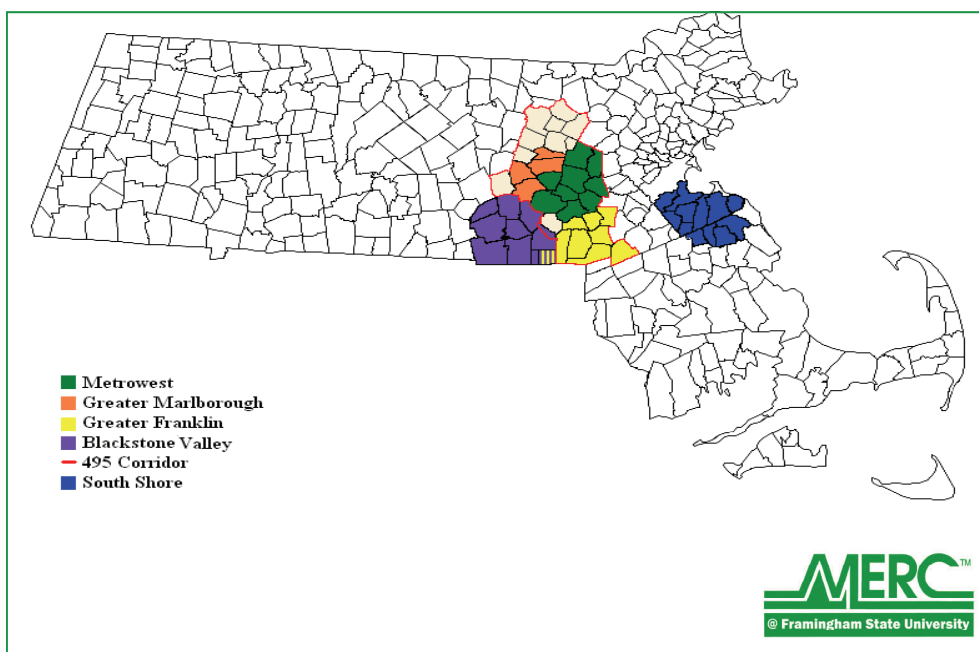 Metrowest
Greater Marlborough
Greater Franklin
Blackstone Valley
495 Corridor
South Shore
MERC™
@ Framingham State University